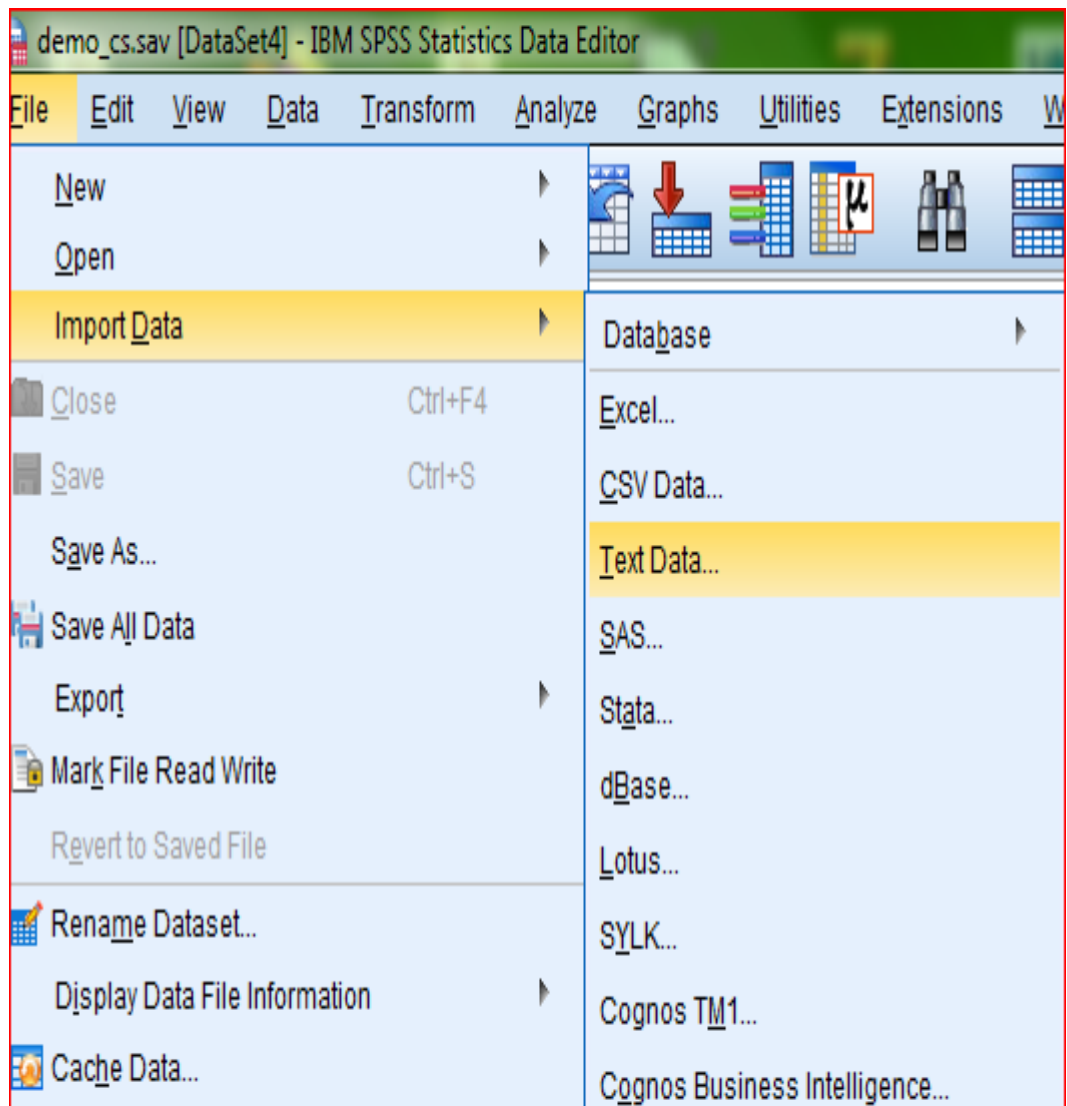 demo_cs.sav [DataSet4] - IBM SPSS Statistics Data Editor
File Edit View Data Transform Analyze Graphs Utilities Extensions W
New
Open
Import Data
Close Ctrl+F4
Save Ctrl+S
Save As...
Save All Data
Export
Mark File Read Write
Revert to Saved File
Rename Dataset...
Display Data File Information
Cache Data...
μ
Database
Excel...
CSV Data...
Text Data...
SAS...
Stata...
dBase...
Lotus...
SYLK...
Cognos TM1...
Cognos Business Intelligence...